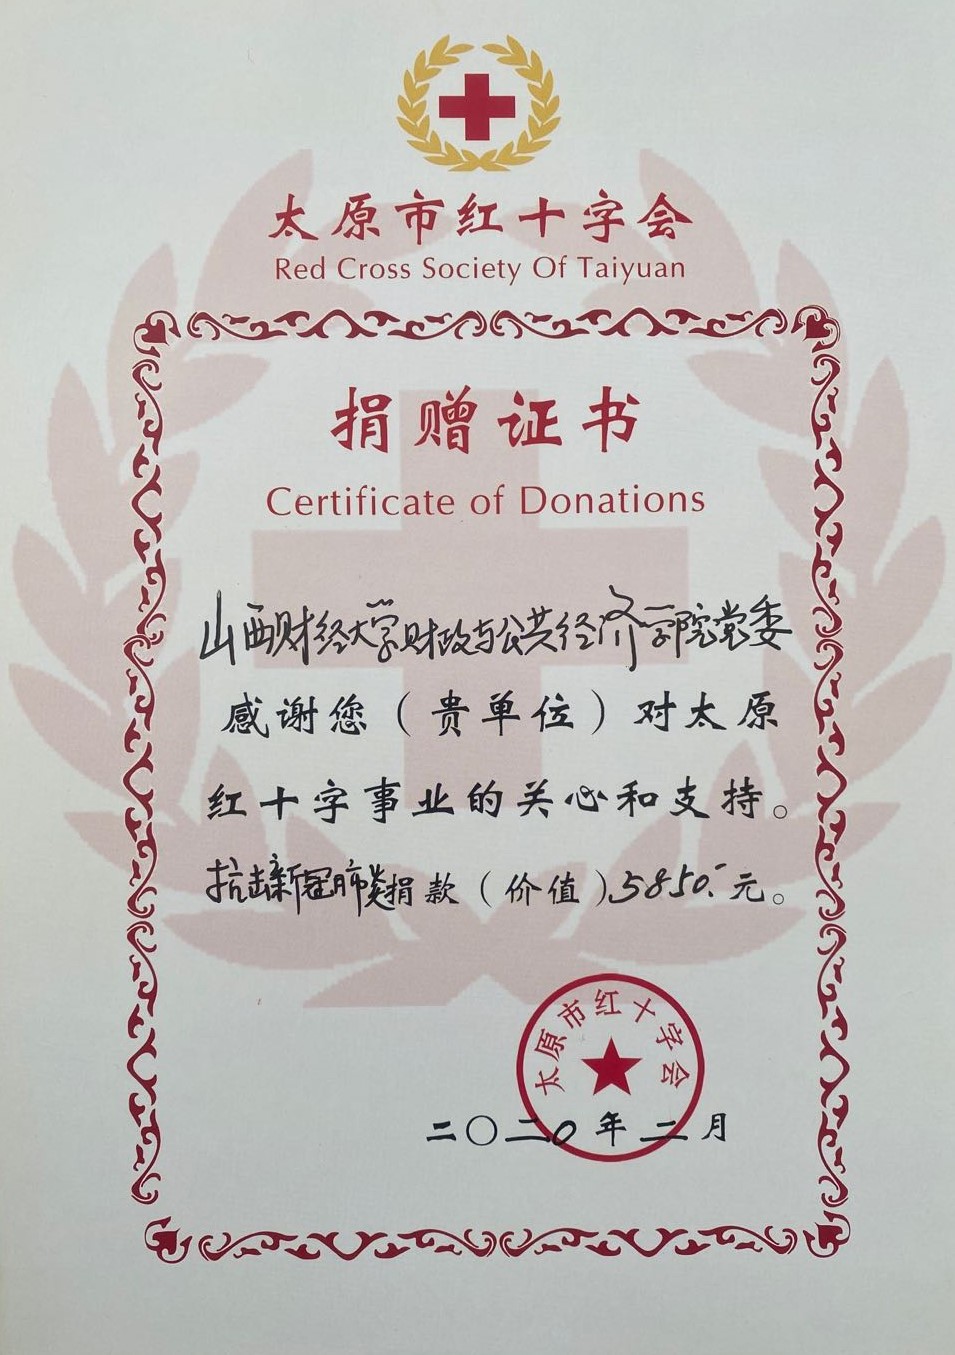 太原市红十字会
Red Cross Society Of Taiyuan
捐赠证书
Certificate of Donations
山西财经大学财政与公共经济学院党委
感谢您（贵单位）对太原
红十字事业的关心和支持。
抗击新冠肺炎捐款（价值）5850.-元。
太原市红十字会
二〇二0年二月